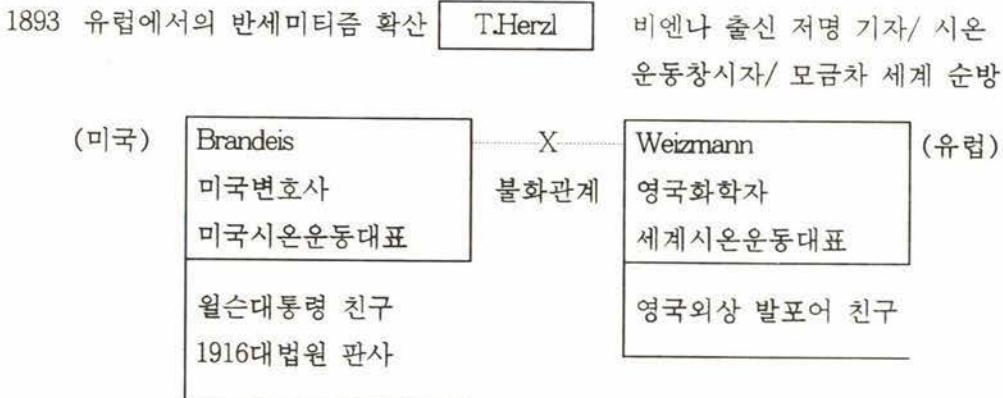 1893 유럽에서의 반세미티즘 확산 T.Herzl 비엔나 출신 저명 기자/ 시온
운동창시자/ 모금차 세계 순방
(미국) Brandeis X Weizmann (유럽)
미국변호사 불화관계 영국화학자
미국시온운동대표 세계시온운동대표
윌슨대통령 친구 영국외상 발포어 친구
1916대법원 판사